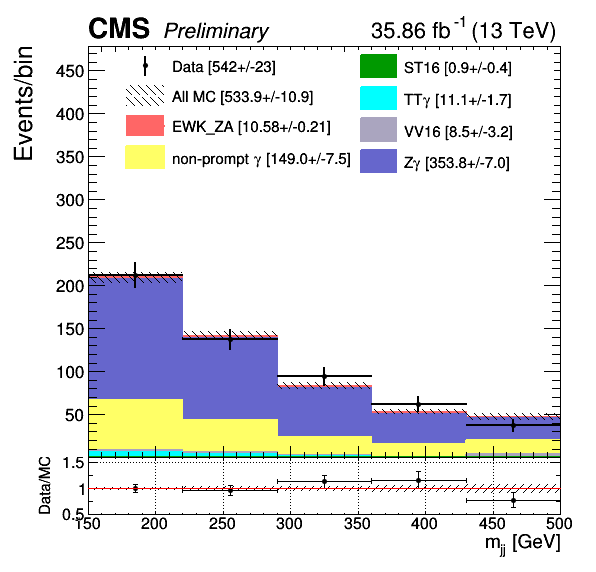 CMS Preliminary 35.86 fb⁻¹ (13 TeV)
Events/bin
450
400
350
300
250
200
150
100
50
Data [542+/-23]
All MC [533.9+/-10.9]
EWK_ZA [10.58+/-0.21]
non-prompt γ [149.0+/-7.5]
ST16 [0.9+/-0.4]
TTγ [11.1+/-1.7]
VV16 [8.5+/-3.2]
Zγ [353.8+/-7.0]
Data/MC
1.5
1
0.5
150 200 250 300 350 400 450 500
m_jj [GeV]